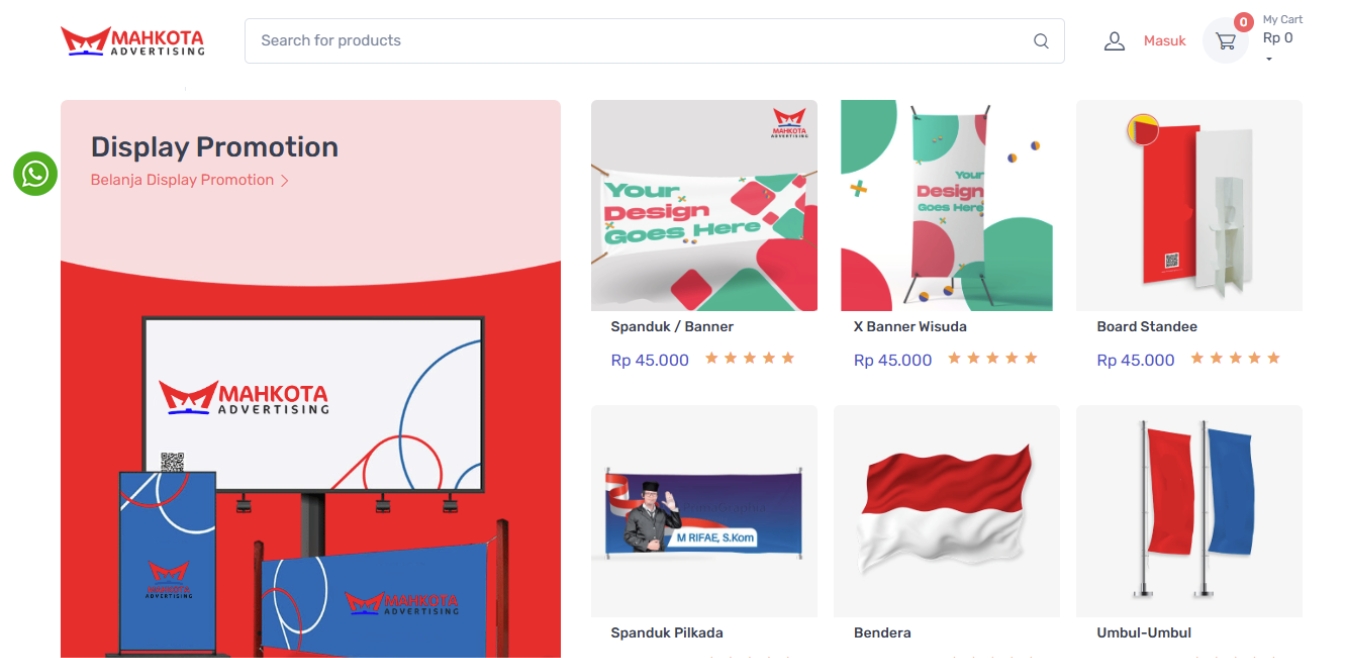 MAHKOTA
ADVERTISING
Search for products
Masuk
0
My Cart
Rp 0
Display Promotion
Belanja Display Promotion
MAHKOTA
ADVERTISING
MAHKOTA
ADVERTISING
MAHKOTA
ADVERTISING
MAHKOTA
ADVERTISING
Your
Design
Goes Here
Spanduk / Banner
Rp 45.000
Your
Design
Goes Here
X Banner Wisuda
Rp 45.000
Board Standee
Rp 45.000
M RIFAE, S.Kom
Spanduk Pilkada
Bendera
Umbul-Umbul